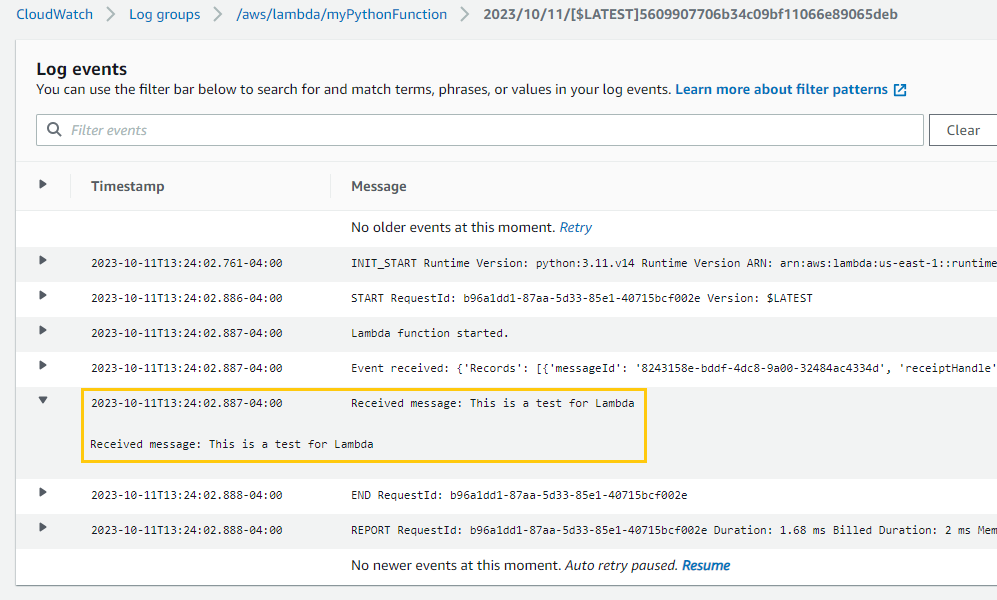 CloudWatch > Log groups > /aws/lambda/myPythonFunction > 2023/10/11/[$LATEST]5609907706b34c09bf11066e89065deb
Log events
You can use the filter bar below to search for and match terms, phrases, or values in your log events. Learn more about filter patterns
Filter events
Clear
Timestamp Message
No older events at this moment. Retry
2023-10-11T13:24:02.761-04:00 INIT_START Runtime Version: python:3.11.v14 Runtime Version ARN: arn:aws:lambda:us-east-1::runtime
2023-10-11T13:24:02.886-04:00 START RequestId: b96a1dd1-87aa-5d33-85e1-40715bcf002e Version: $LATEST
2023-10-11T13:24:02.887-04:00 Lambda function started.
2023-10-11T13:24:02.887-04:00 Event received: {'Records': [{'messageId': '8243158e-bddf-4dc8-9a00-32484ac4334d', 'receiptHandle'
2023-10-11T13:24:02.887-04:00 Received message: This is a test for Lambda
Received message: This is a test for Lambda
2023-10-11T13:24:02.888-04:00 END RequestId: b96a1dd1-87aa-5d33-85e1-40715bcf002e
2023-10-11T13:24:02.888-04:00 REPORT RequestId: b96a1dd1-87aa-5d33-85e1-40715bcf002e Duration: 1.68 ms Billed Duration: 2 ms Mem
No newer events at this moment. Auto retry paused. Resume